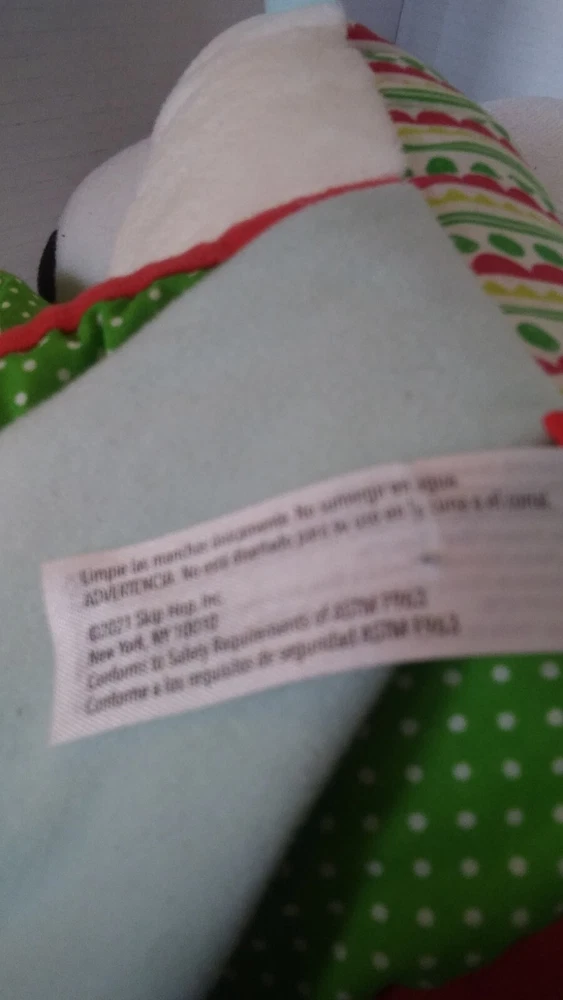 Limpie las manchas únicamente. No sumergir en agua.
ADVERTENCIA: No está diseñado para su uso en la cuna o el corral.
©2021 Skip Hop, Inc.
New York, NY 10010
Conforms to Safety Requirements of ASTM F963
Conforme a los requisitos de seguridad ASTM F963